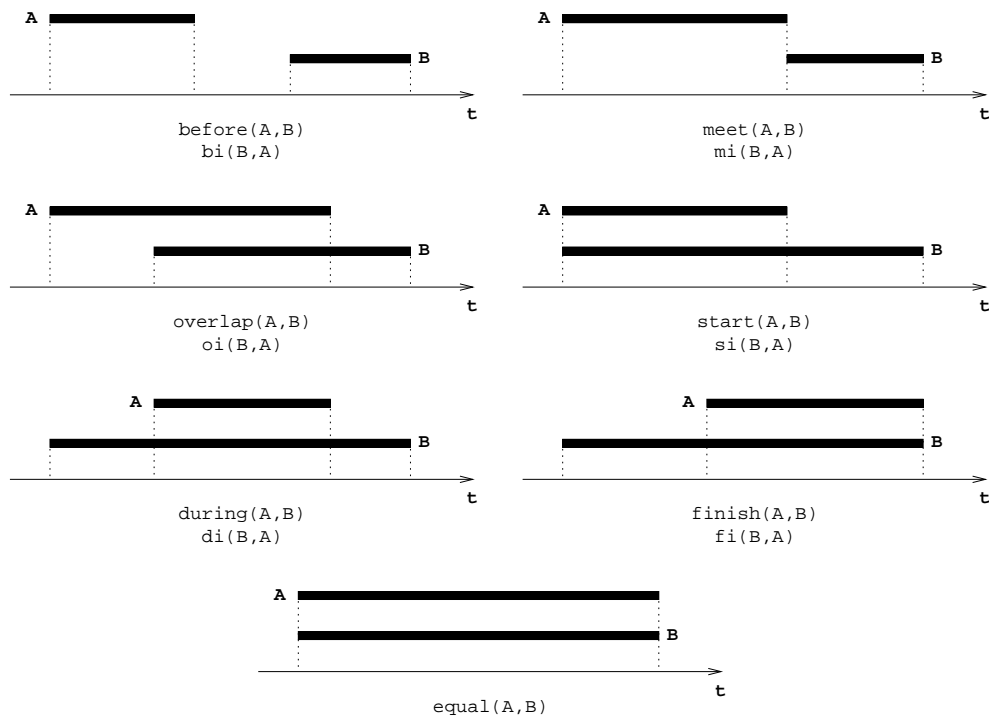 A
B
t
before(A,B)
bi(B,A)
A
B
t
meet(A,B)
mi(B,A)
A
B
t
overlap(A,B)
oi(B,A)
A
B
t
start(A,B)
si(B,A)
A
B
t
during(A,B)
di(B,A)
A
B
t
finish(A,B)
fi(B,A)
A
B
t
equal(A,B)